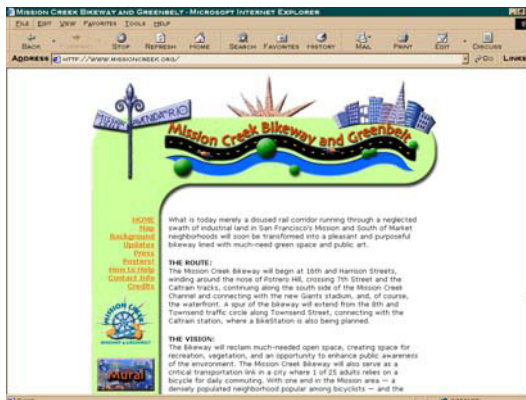 Mission Creek Bikeway and Greenbelt - Microsoft Internet Explorer
File Edit View Favorites Tools Help
Back Stop Refresh Home Search Favorites History Mail Print Edit Discuss
Address http://www.missioncreek.org/ Go Links
Mission Creek Bikeway and Greenbelt
HOME
Map
Background
Updates
Press
Posters!
How to Help
Contact Info
Credits
MISSION CREEK
BIKEWAY & GREENBELT
Mural
What is today merely a disused rail corridor running through a neglected
swath of industrial land in San Francisco's Mission and South of Market
neighborhoods will soon be transformed into a pleasant and purposeful
bikeway lined with much-need green space and public art.
THE ROUTE:
The Mission Creek Bikeway will begin at 16th and Harrison Streets,
winding around the nose of Potrero Hill, crossing 7th Street and the
Caltrain tracks, continuing along the south side of the Mission Creek
Channel and connecting with the new Giants stadium, and, of course,
the waterfront. A spur of the bikeway will extend from the 8th and
Townsend traffic circle along Townsend Street, connecting with the
Caltrain station, where a BikeStation is also being planned.
THE VISION:
The Bikeway will reclaim much-needed open space, creating space for
recreation, vegetation, and an opportunity to enhance public awareness
of the environment. The Mission Creek Bikeway will also serve as a
critical transportation link in a city where 1 of 25 adults relies on a
bicycle for daily commuting. With one end in the Mission area — a
densely populated neighborhood popular among bicyclists — and the